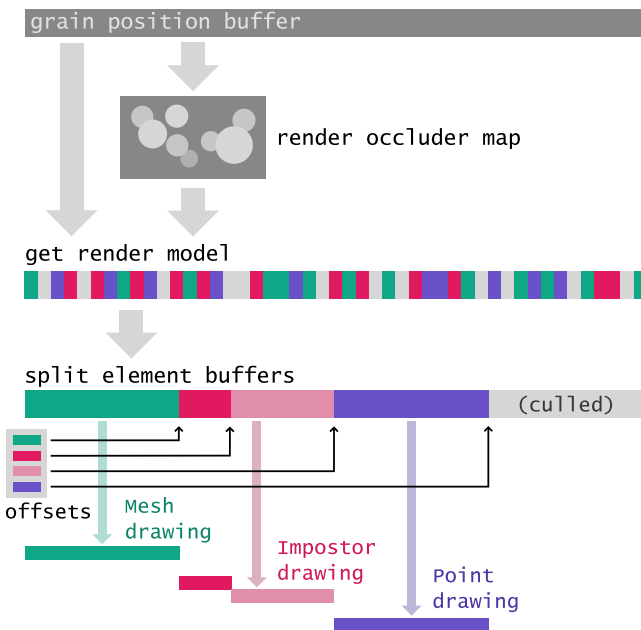 grain position buffer
render occluder map
get render model
split element buffers
(culled)
offsets
Mesh
drawing
Impostor
drawing
Point
drawing